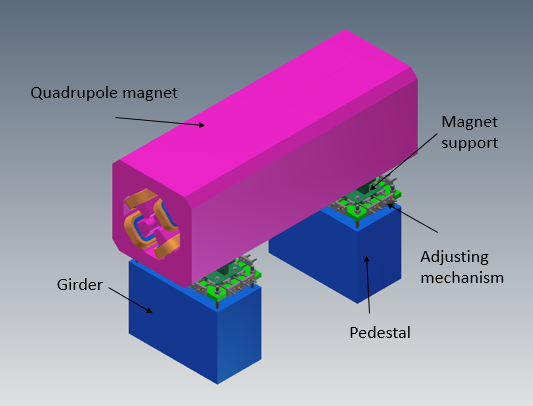 Quadrupole magnet
Magnet
support
Adjusting
mechanism
Girder
Pedestal